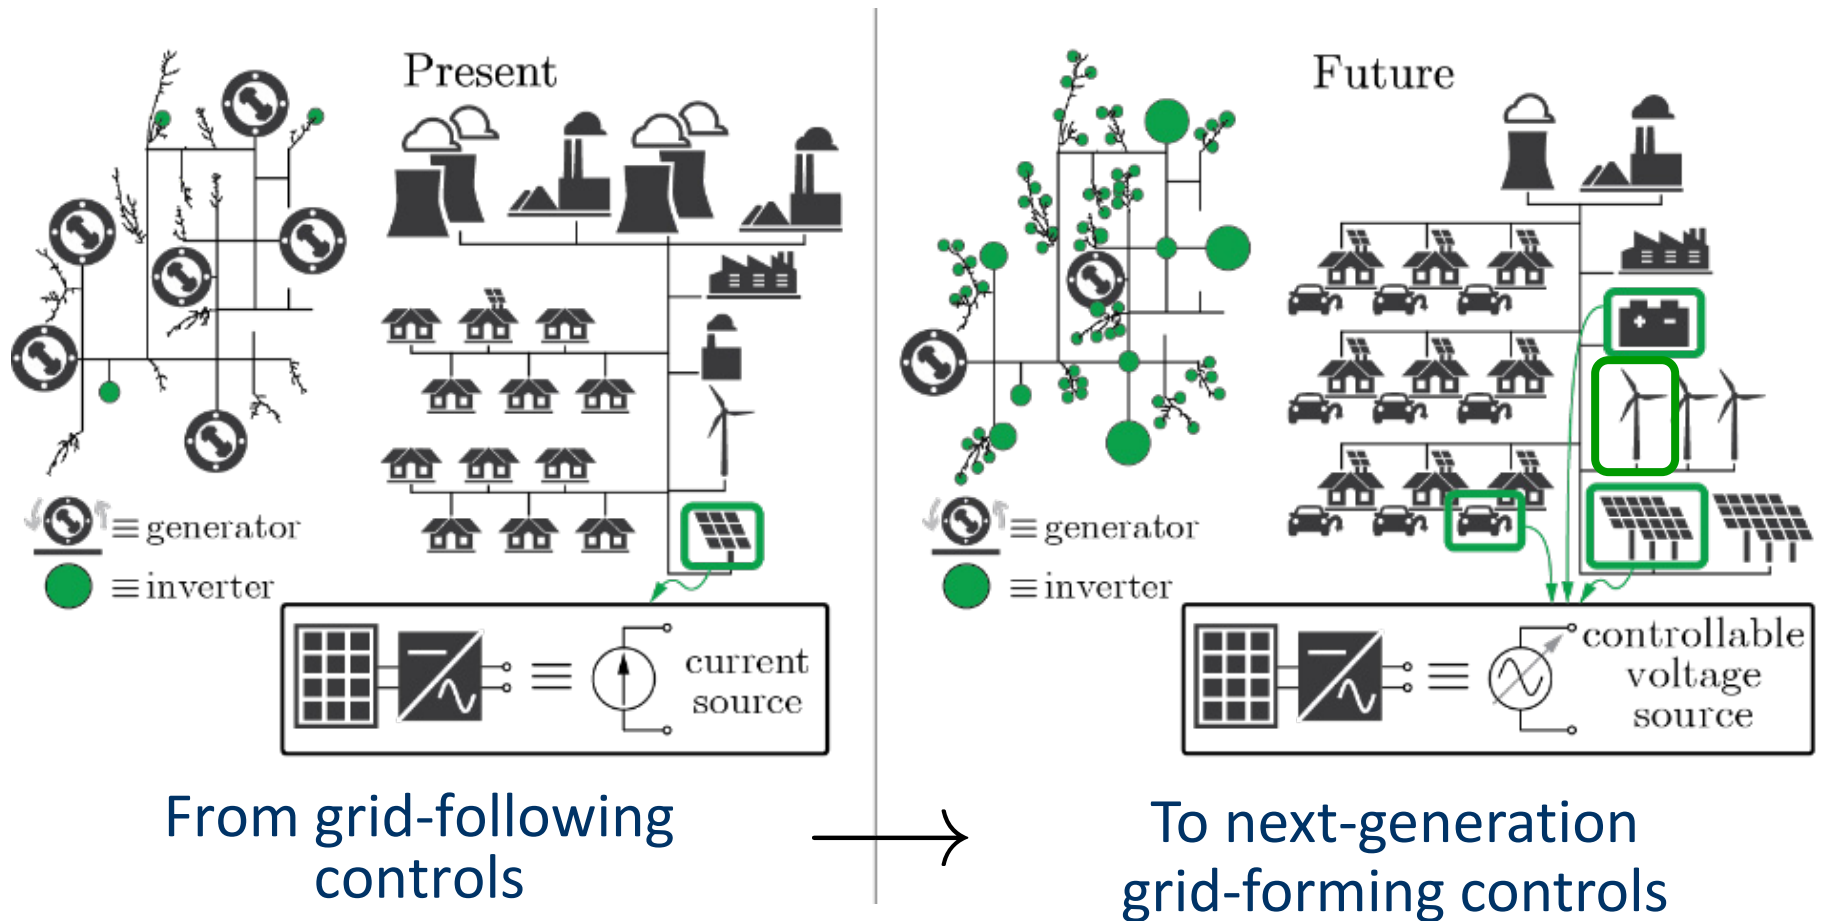 Present
≡ generator
≡ inverter
≡
current
source
From grid-following
controls
Future
≡ generator
≡ inverter
+ -
≡
controllable
voltage
source
To next-generation
grid-forming controls